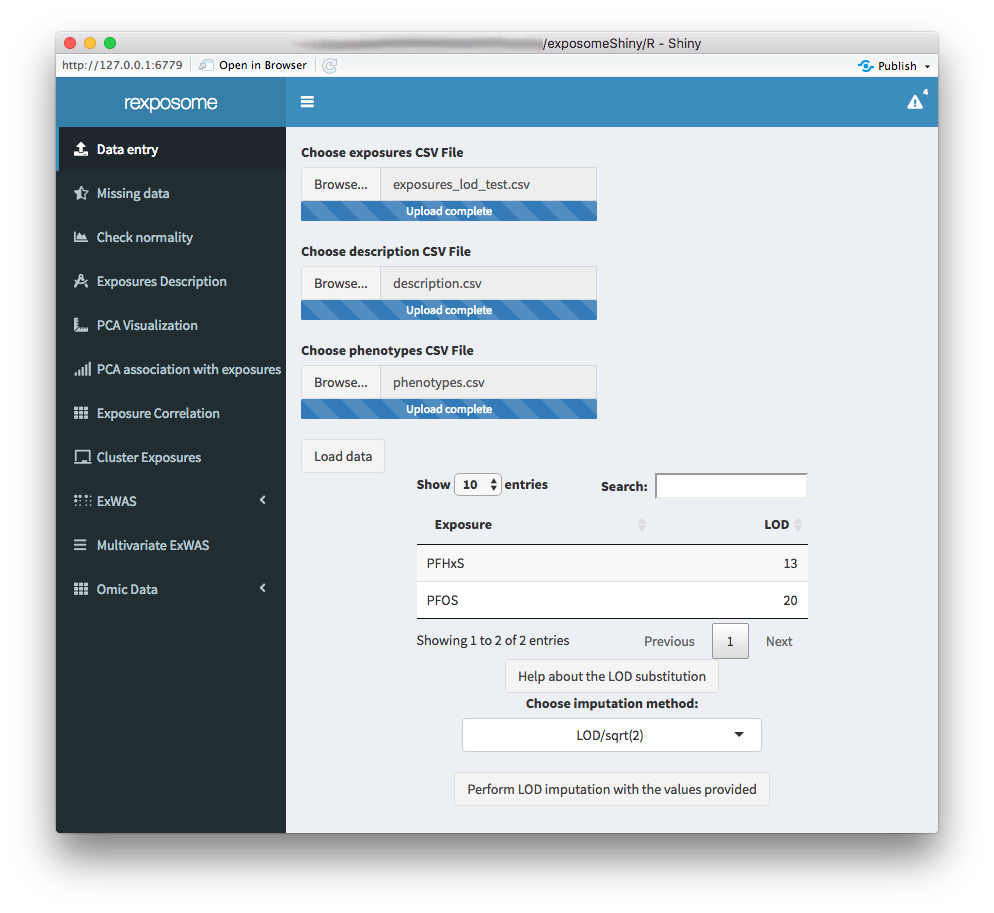 /exposomeShiny/R - Shiny
http://127.0.0.1:6779 Open in Browser Publish
rexposome 4
Data entry
Missing data
Check normality
Exposures Description
PCA Visualization
PCA association with exposures
Exposure Correlation
Cluster Exposures
ExWAS
Multivariate ExWAS
Omic Data
Choose exposures CSV File
Browse... exposures_lod_test.csv
Upload complete
Choose description CSV File
Browse... description.csv
Upload complete
Choose phenotypes CSV File
Browse... phenotypes.csv
Upload complete
Load data
Show 10 entries Search:
Exposure LOD
PFHxS 13
PFOS 20
Showing 1 to 2 of 2 entries Previous 1 Next
Help about the LOD substitution
Choose imputation method:
LOD/sqrt(2)
Perform LOD imputation with the values provided